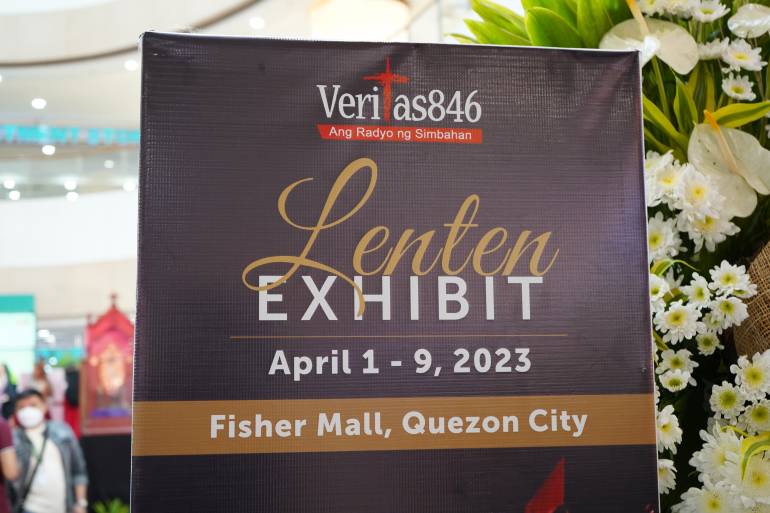 Veritas846
Ang Radyo ng Simbahan
Lenten
EXHIBIT
April 1 - 9, 2023
Fisher Mall, Quezon City